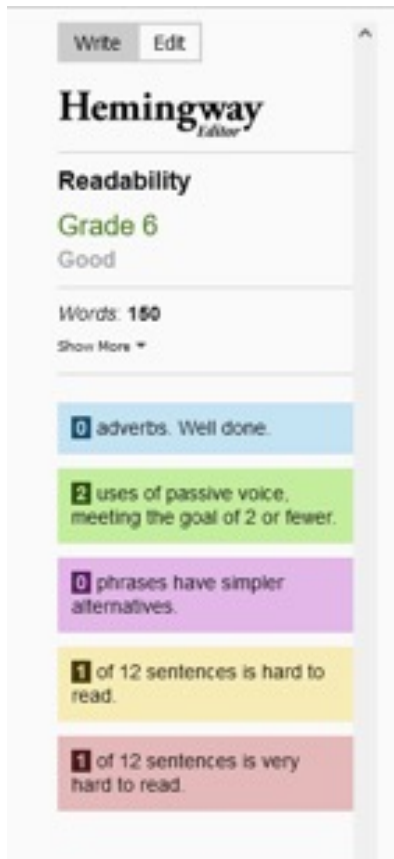 Write Edit
Hemingway
Editor
Readability
Grade 6
Good
Words: 150
Show More
0 adverbs. Well done.
2 uses of passive voice,
meeting the goal of 2 or fewer.
0 phrases have simpler
alternatives.
1 of 12 sentences is hard to
read.
1 of 12 sentences is very
hard to read.